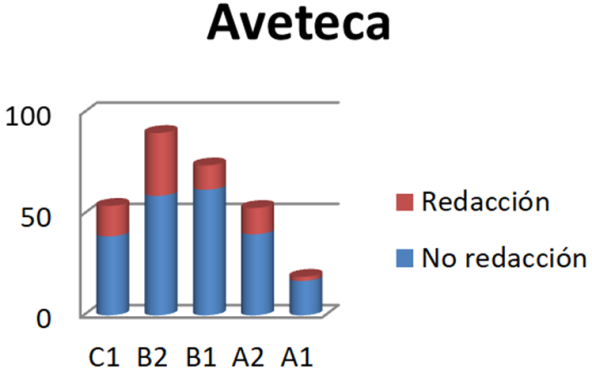 Aveteca
100
50
0
C1 B2 B1 A2 A1
Redacción
No redacción